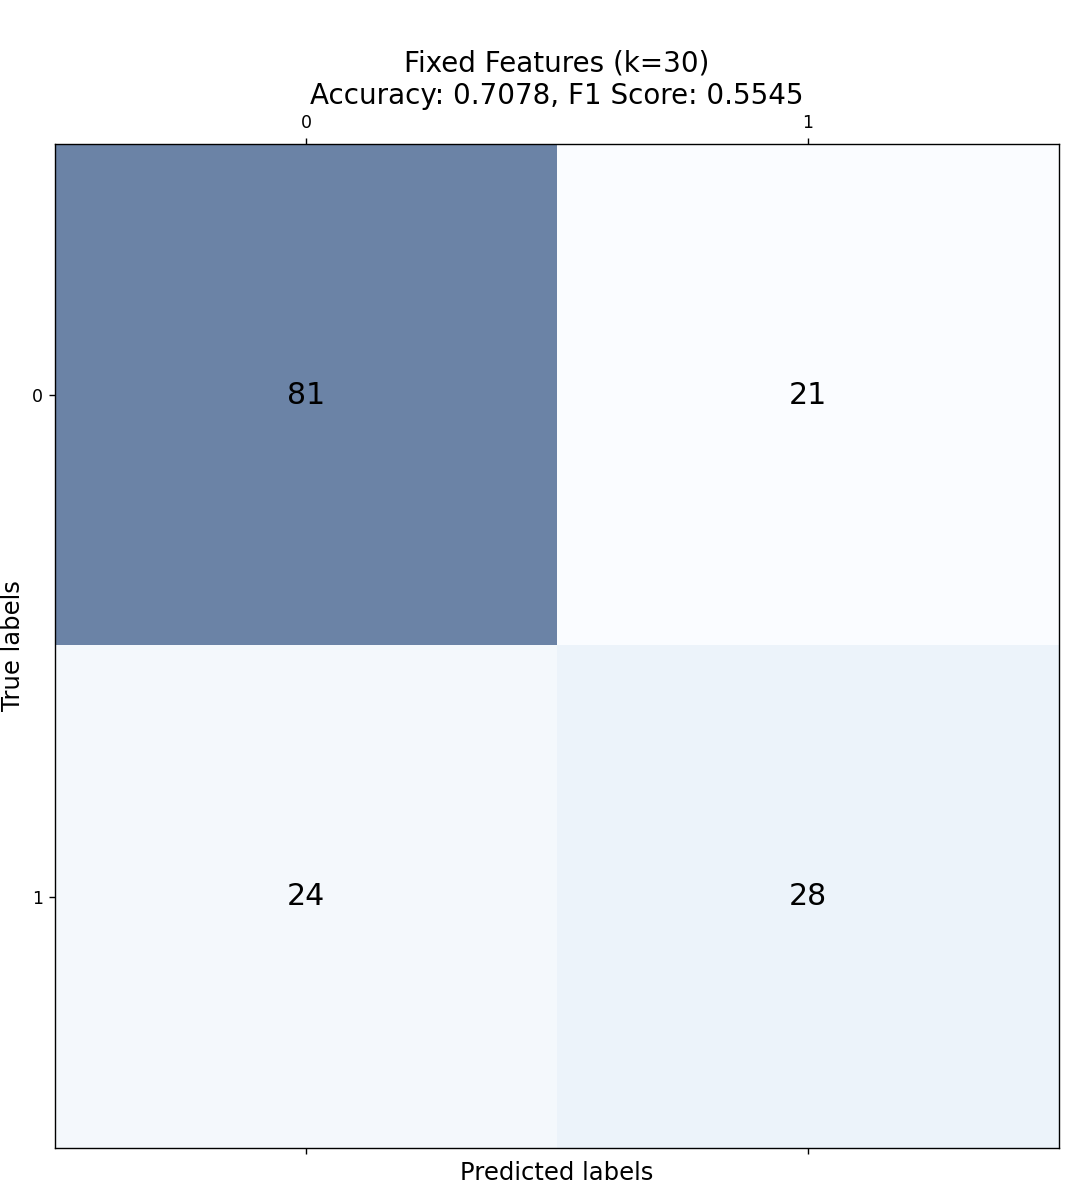 Fixed Features (k=30)
Accuracy: 0.7078, F1 Score: 0.5545
0 1
0 81 21
True labels
1 24 28
Predicted labels